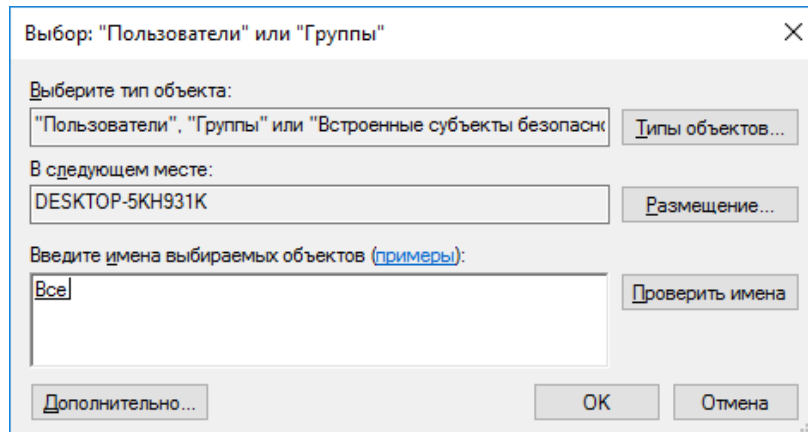 Выбор: "Пользователи" или "Группы"
Выберите тип объекта:
"Пользователи", "Группы" или "Встроенные субъекты безопасно
Типы объектов...
В следующем месте:
DESKTOP-5KH931K
Размещение...
Введите имена выбираемых объектов (примеры):
Все
Проверить имена
Дополнительно...
OK
Отмена